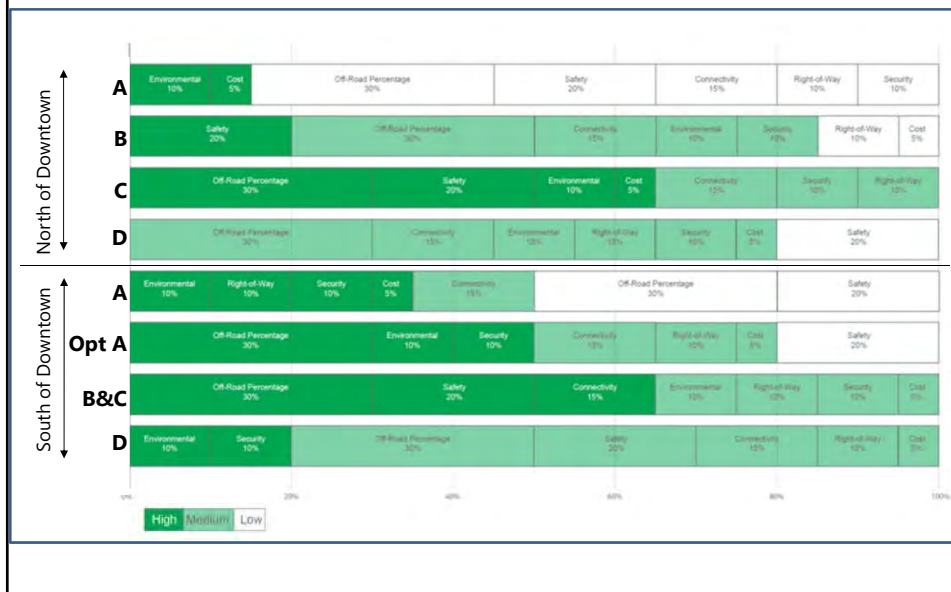 North of Downtown
A
Environmental 10%
Cost 5%
Off-Road Percentage 30%
Safety 20%
Connectivity 15%
Right-of-Way 10%
Security 10%
B
Safety 20%
Off-Road Percentage 30%
Connectivity 15%
Environmental 10%
Security 10%
Right-of-Way 10%
Cost 5%
C
Off-Road Percentage 30%
Safety 20%
Environmental 10%
Cost 5%
Connectivity 15%
Security 10%
Right-of-Way 10%
D
Off-Road Percentage 30%
Connectivity 15%
Environmental 10%
Right-of-Way 10%
Security 10%
Cost 5%
Safety 20%
South of Downtown
A
Environmental 10%
Right-of-Way 10%
Security 10%
Cost 5%
Connectivity 15%
Off-Road Percentage 30%
Safety 20%
Opt A
Off-Road Percentage 30%
Environmental 10%
Security 10%
Connectivity 15%
Right-of-Way 10%
Cost 5%
Safety 20%
B&C
Off-Road Percentage 30%
Safety 20%
Connectivity 15%
Environmental 10%
Right-of-Way 10%
Security 10%
Cost 5%
D
Environmental 10%
Security 10%
Off-Road Percentage 30%
Safety 20%
Connectivity 15%
Right-of-Way 10%
Cost 5%
0% 20% 40% 60% 80% 100%
High Medium Low